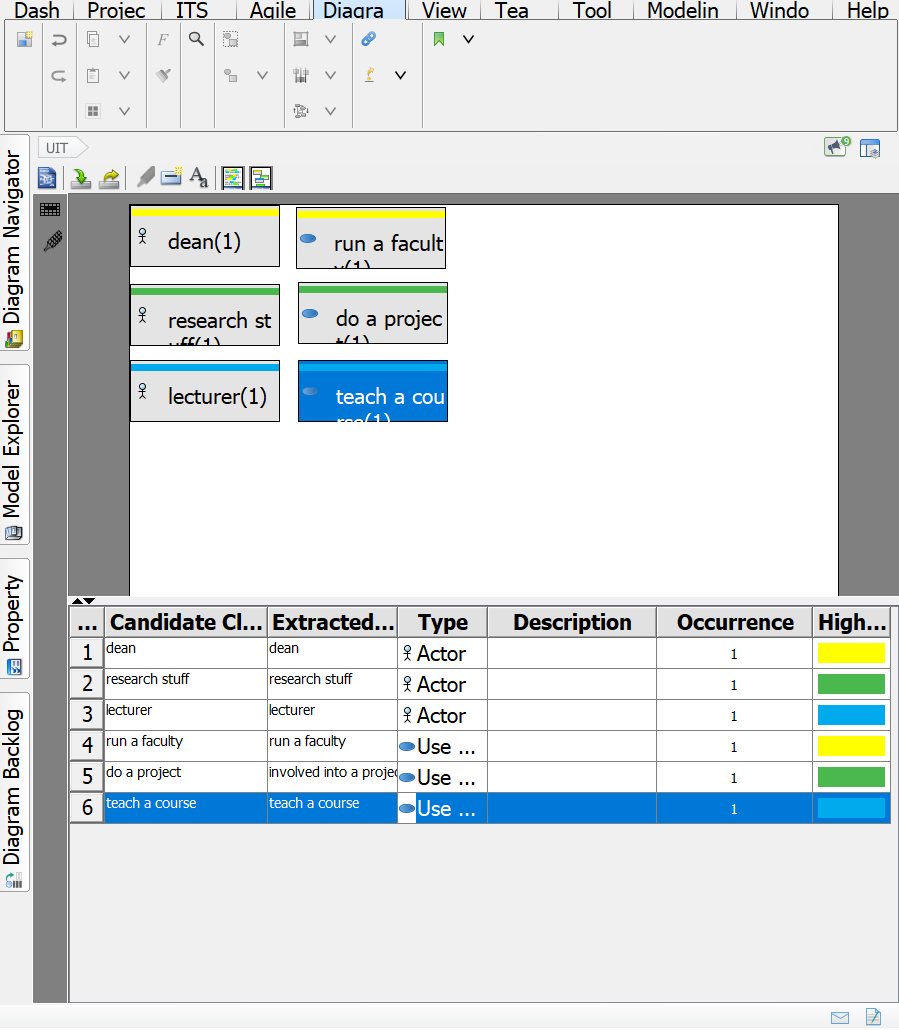 Dash Projec ITS Agile Diagra View Tea Tool Modelin Windo Help
UIT
9
Diagram Navigator
Model Explorer
Property
Diagram Backlog
dean(1)
run a facult
y(1)
research st
uff(1)
do a projec
t(1)
lecturer(1)
teach a cou
rse(1)
... Candidate Cl... Extracted... Type Description Occurrence High...
1 dean dean Actor 1
2 research stuff research stuff Actor 1
3 lecturer lecturer Actor 1
4 run a faculty run a faculty Use ... 1
5 do a project involved into a projec Use ... 1
6 teach a course teach a course Use ... 1